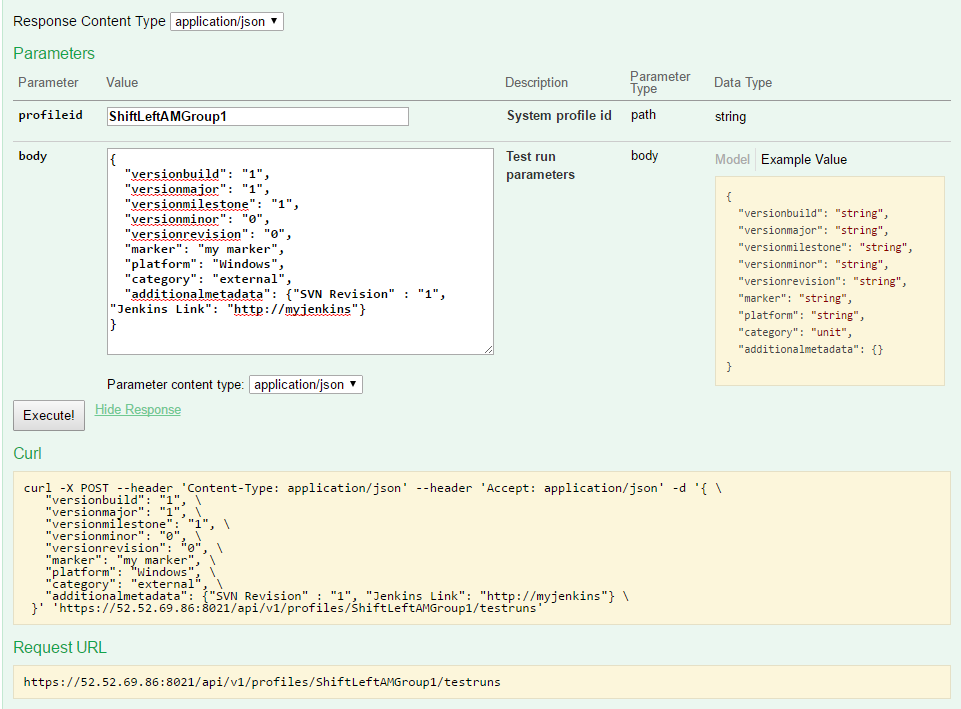 Response Content Type application/json ▼
Parameters
Parameter Value Description Parameter Type Data Type
profileid ShiftLeftAMGroup1 System profile id path string
body
{
"versionbuild": "1",
"versionmajor": "1",
"versionmilestone": "1",
"versionminor": "0",
"versionrevision": "0",
"marker": "my marker",
"platform": "Windows",
"category": "external",
"additionalmetadata": {"SVN Revision" : "1",
"Jenkins Link": "http://myjenkins"}
}
Test run
parameters
body
Model Example Value
{
"versionbuild": "string",
"versionmajor": "string",
"versionmilestone": "string",
"versionminor": "string",
"versionrevision": "string",
"marker": "string",
"platform": "string",
"category": "unit",
"additionalmetadata": {}
}
Parameter content type: application/json ▼
Execute! Hide Response
Curl
curl -X POST --header 'Content-Type: application/json' --header 'Accept: application/json' -d '{ \
"versionbuild": "1", \
"versionmajor": "1", \
"versionmilestone": "1", \
"versionminor": "0", \
"versionrevision": "0", \
"marker": "my marker", \
"platform": "Windows", \
"category": "external", \
"additionalmetadata": {"SVN Revision" : "1", "Jenkins Link": "http://myjenkins"} \
}' 'https://52.52.69.86:8021/api/v1/profiles/ShiftLeftAMGroup1/testruns'
Request URL
https://52.52.69.86:8021/api/v1/profiles/ShiftLeftAMGroup1/testruns